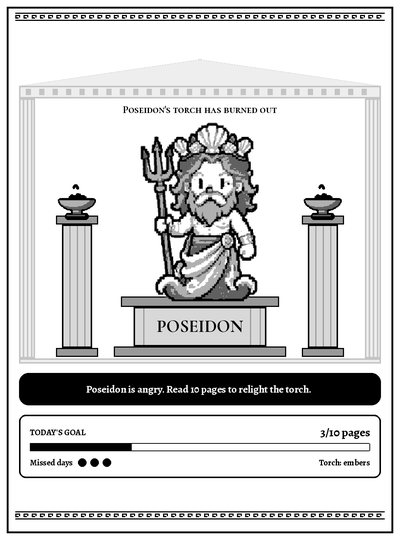 Poseidon's torch has burned out
POSEIDON
Poseidon is angry. Read 10 pages to relight the torch.
TODAY'S GOAL 3/10 pages
Missed days Torch: embers